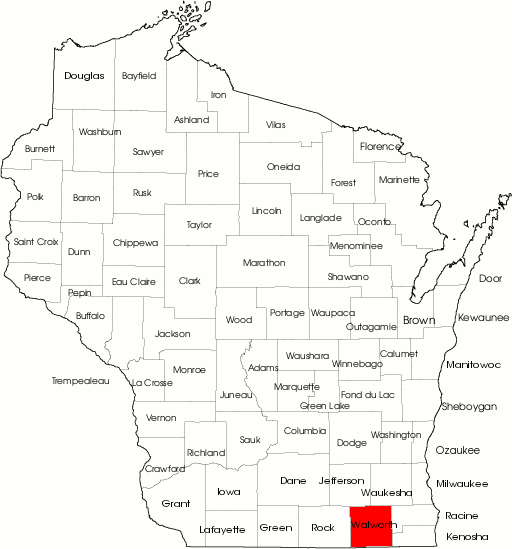 Douglas
Bayfield
Iron
Ashland
Vilas
Washburn
Florence
Burnett
Sawyer
Oneida
Price
Forest
Marinette
Polk
Barron
Rusk
Lincoln
Langlade
Oconto
Taylor
Saint Croix
Dunn
Chippewa
Menominee
Marathon
Shawano
Pierce
Eau Claire
Clark
Door
Pepin
Buffalo
Wood
Portage
Waupaca
Outagamie
Brown
Kewaunee
Jackson
Waushara
Winnebago
Calumet
Manitowoc
Trempealeau
La Crosse
Monroe
Adams
Marquette
Juneau
Green Lake
Fond du Lac
Sheboygan
Vernon
Columbia
Dodge
Washington
Sauk
Richland
Ozaukee
Crawford
Dane
Jefferson
Milwaukee
Iowa
Waukesha
Grant
Racine
Lafayette
Green
Rock
Walworth
Kenosha